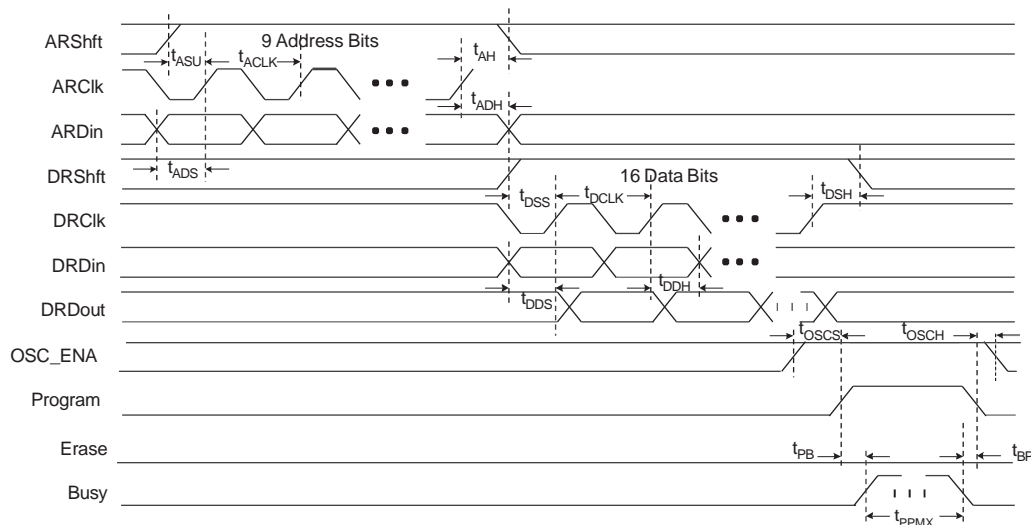 ARShft
9 Address Bits
tASU
tACLK
tAH
ARClk
tADH
ARDin
tADS
DRShft
16 Data Bits
tDSS
tDCLK
tDSH
DRClk
DRDin
tDDS
tDDH
DRDout
tOSCS
tOSCH
OSC_ENA
Program
Erase
tPB
tBP
Busy
tPPMX